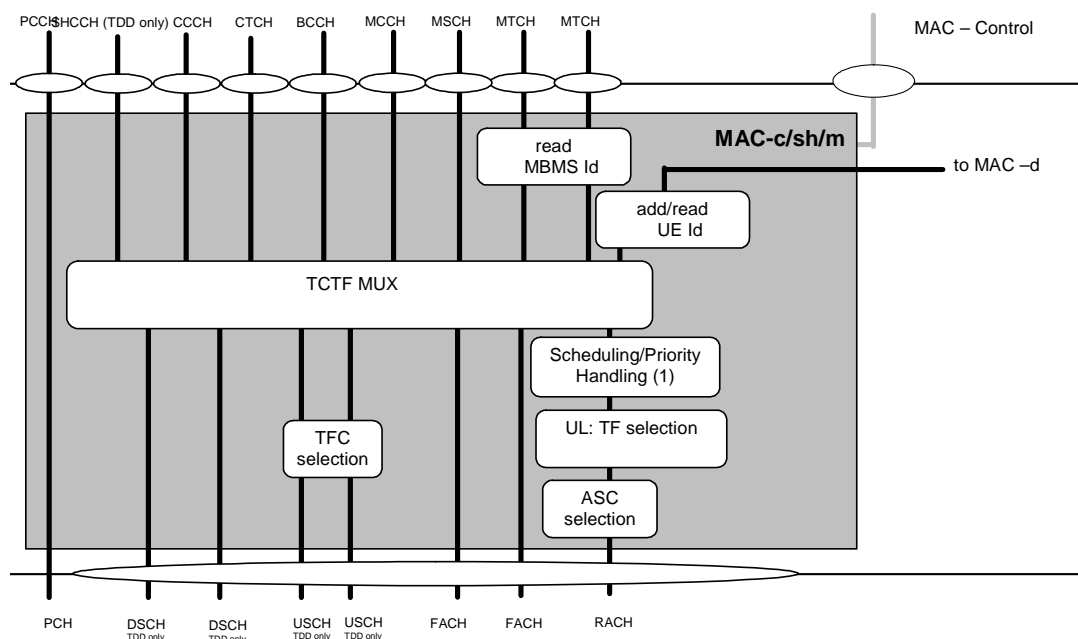 PCCH SHCCH (TDD only) CCCH CTCH BCCH MCCH MSCH MTCH MTCH
MAC – Control
MAC-c/sh/m
read
MBMS Id
to MAC –d
add/read
UE Id
TCTF MUX
Scheduling/Priority
Handling (1)
UL: TF selection
TFC
selection
ASC
selection
PCH DSCH DSCH USCH USCH FACH FACH RACH
TDD only TDD only TDD only TDD only